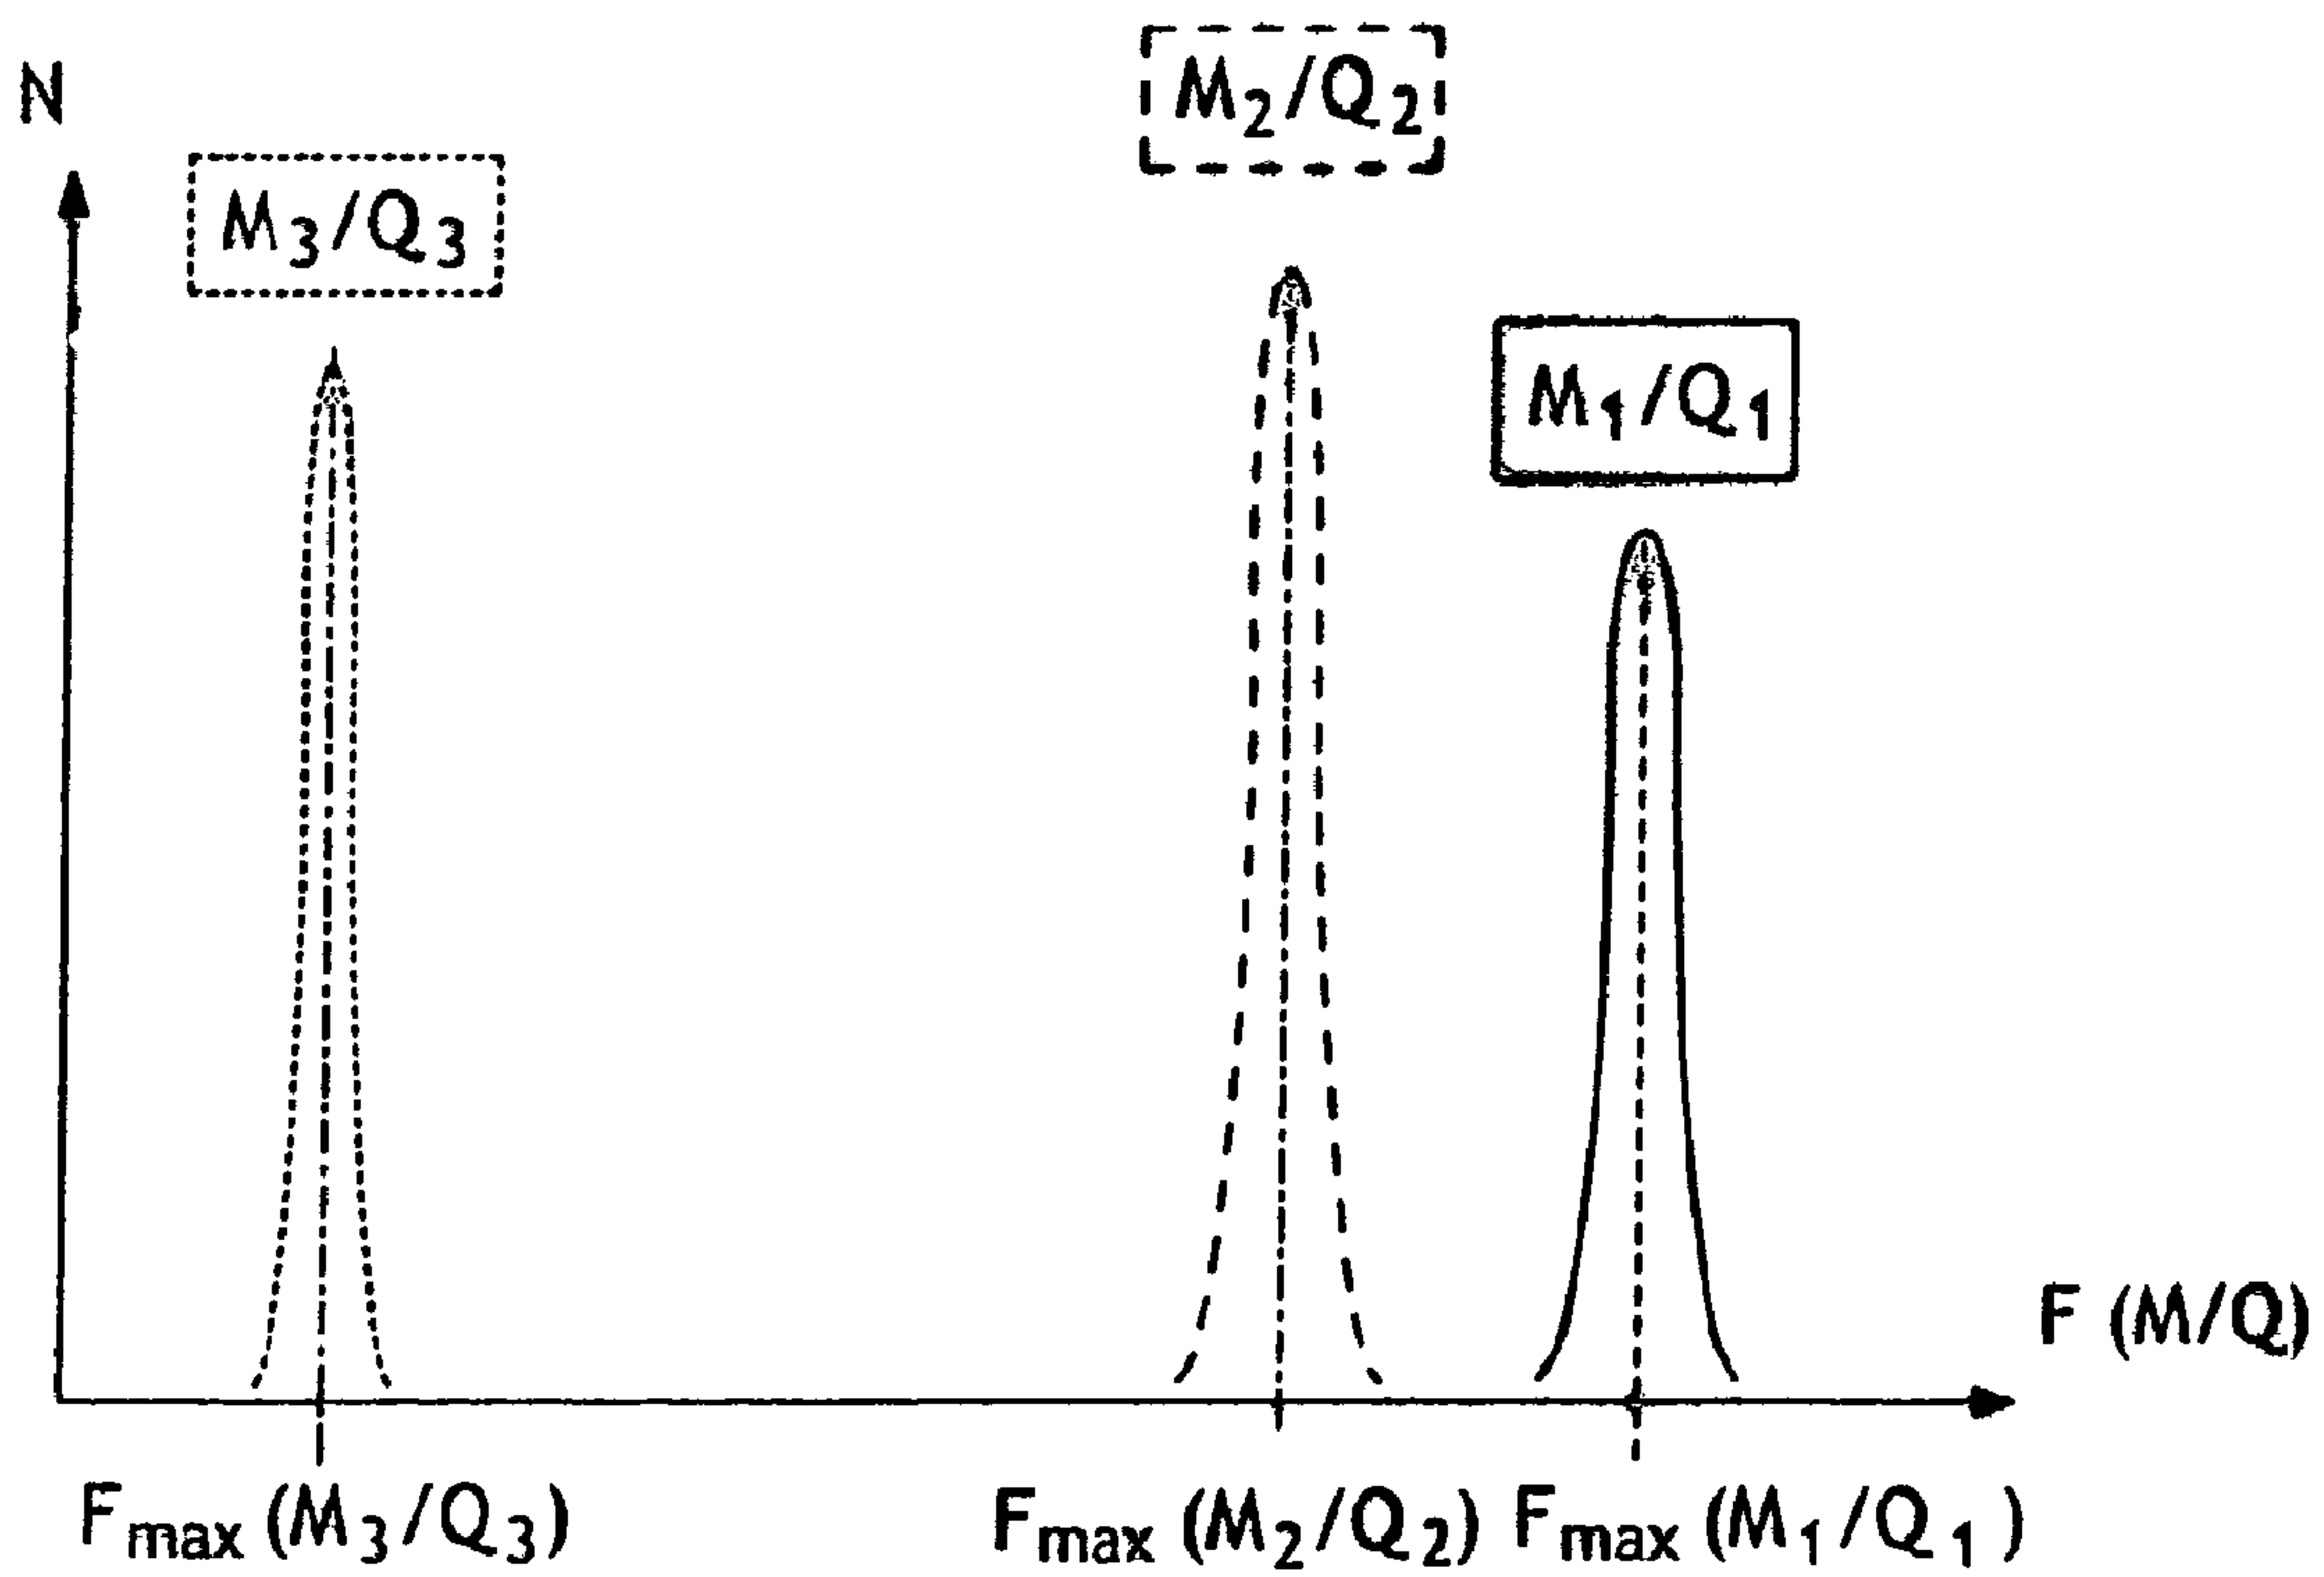 N
M₂/Q₂
M₃/Q₃
M₁/Q₁
F (M/Q)
Fmax (M₃/Q₃)
Fmax (M₂/Q₂)
Fmax (M₁/Q₁)